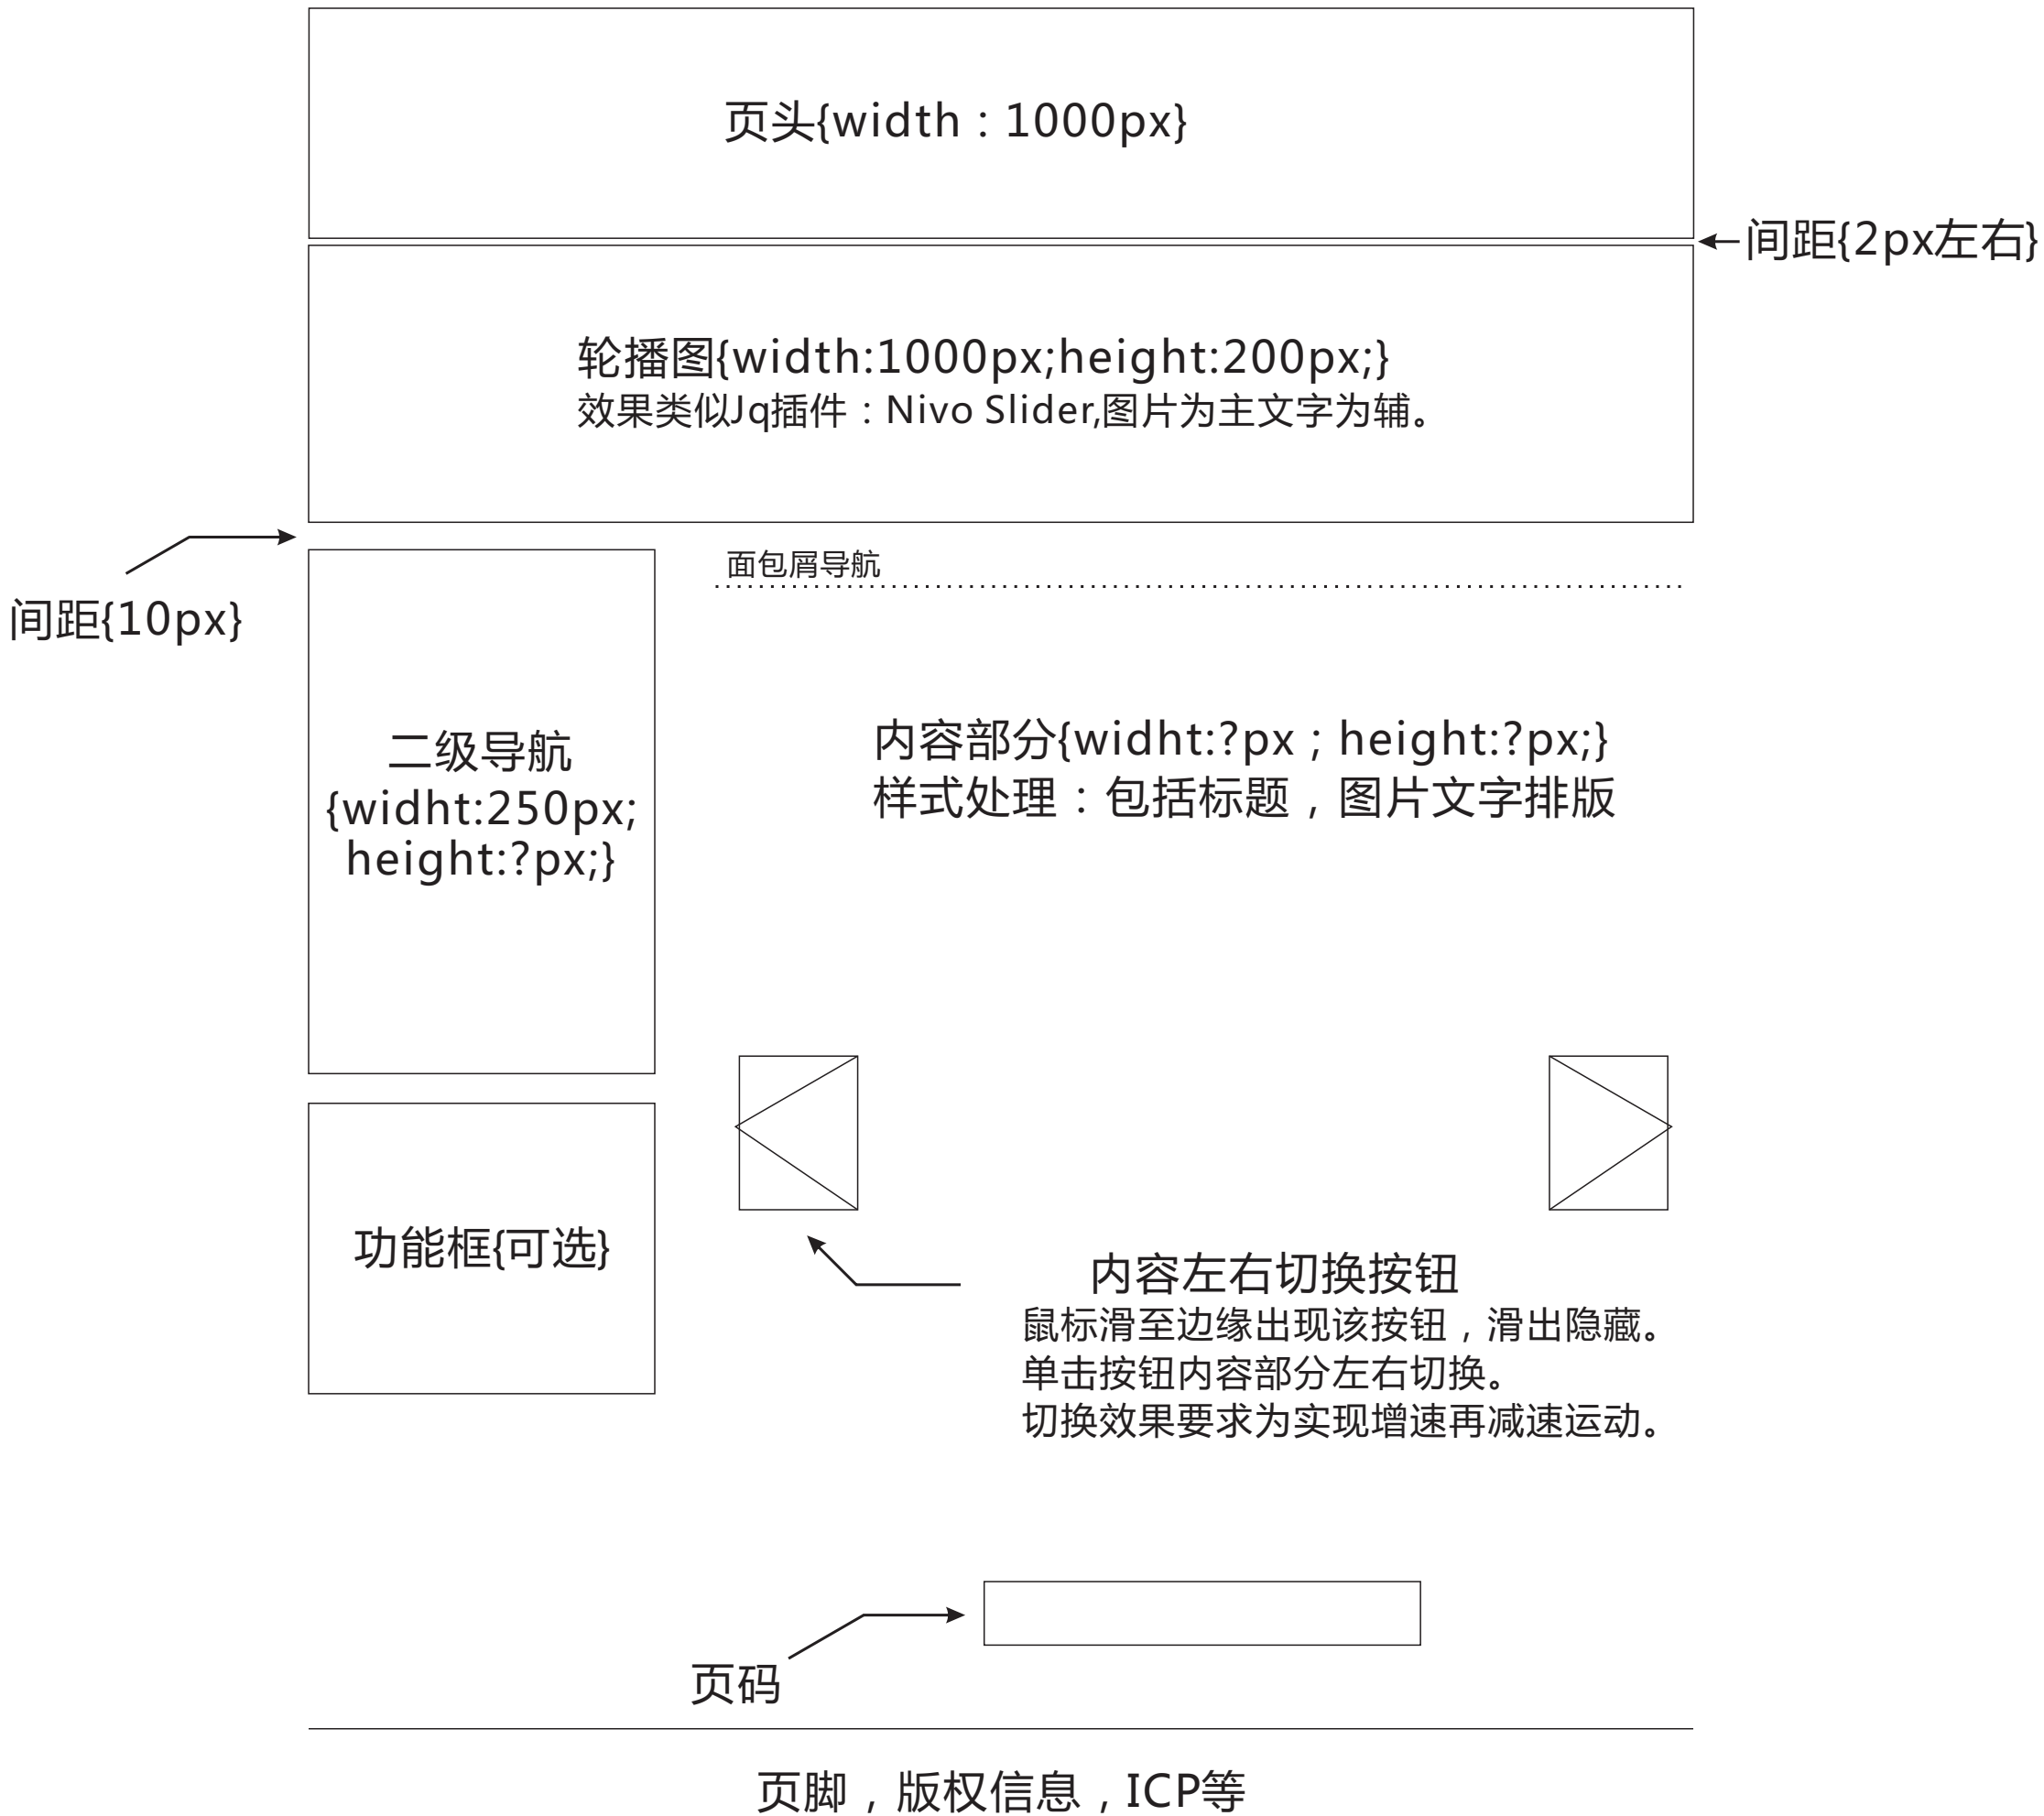 页头{width：1000px}
间距{2px左右}
轮播图{width:1000px;height:200px;}
效果类似Jq插件：Nivo Slider,图片为主文字为辅。
间距{10px}
面包屑导航
二级导航
{widht:250px;
height:?px;}
内容部分{widht:?px；height:?px;}
样式处理：包括标题，图片文字排版
功能框{可选}
内容左右切换按钮
鼠标滑至边缘出现该按钮，滑出隐藏。
单击按钮内容部分左右切换。
切换效果要求为实现增速再减速运动。
页码
页脚，版权信息，ICP等